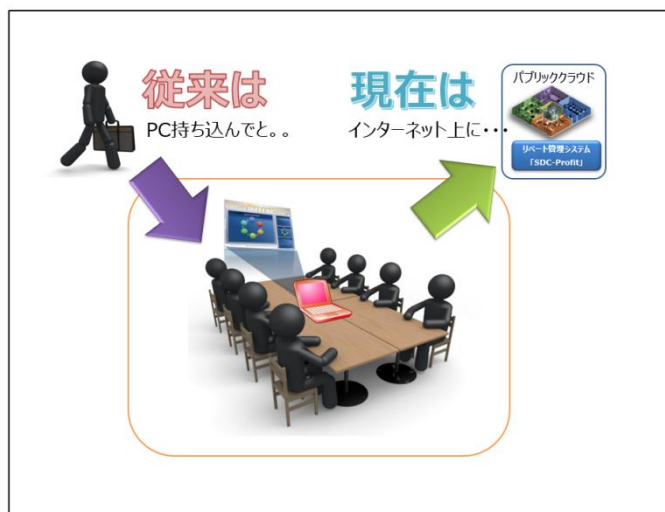 従来は
PC持ち込んでと。。
現在は
インターネット上に・・・
パブリッククラウド
リベート管理システム
「SDC-Profit」